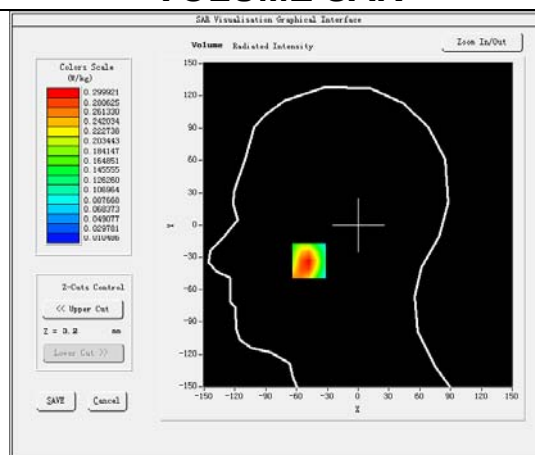 SAR Visualisation Graphical Interface
Volume Radiated Intensity
Zoom In/Out
Colors Scale
(W/kg)
0.299921
0.280625
0.261330
0.242034
0.222738
0.203443
0.184147
0.164851
0.145555
0.126260
0.106964
0.087668
0.068373
0.049077
0.029781
0.010486
Z-Cuts Control
<< Upper Cut
Z = 3.2 mm
Lower Cut >>
SAVE Cancel
150
120
90
60
30
0
-30
-60
-90
-120
-150
Y
-150 -120 -90 -60 -30 0 30 60 90 120 150
X